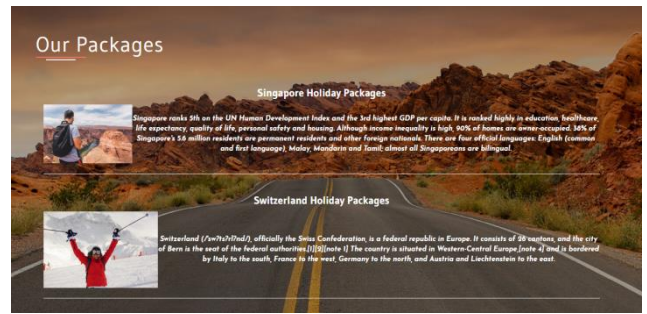 Our Packages
Singapore Holiday Packages
Singapore ranks 5th on the UN Human Development Index and the 3rd highest GDP per capita. It is ranked highly in education, healthcare,
life expectancy, quality of life, personal safety and housing. Although income inequality is high, 90% of homes are owner-occupied. 38% of
Singapore's 5.6 million residents are permanent residents and other foreign nationals. There are four official languages: English (common
and first language), Malay, Mandarin and Tamil; almost all Singaporeans are bilingual.
Switzerland Holiday Packages
Switzerland (/'swɪtsərlənd/), officially the Swiss Confederation, is a federal republic in Europe. It consists of 26 cantons, and the city
of Bern is the seat of the federal authorities.[1][2][note 1] The country is situated in Western-Central Europe,[note 4] and is bordered
by Italy to the south, France to the west, Germany to the north, and Austria and Liechtenstein to the east.